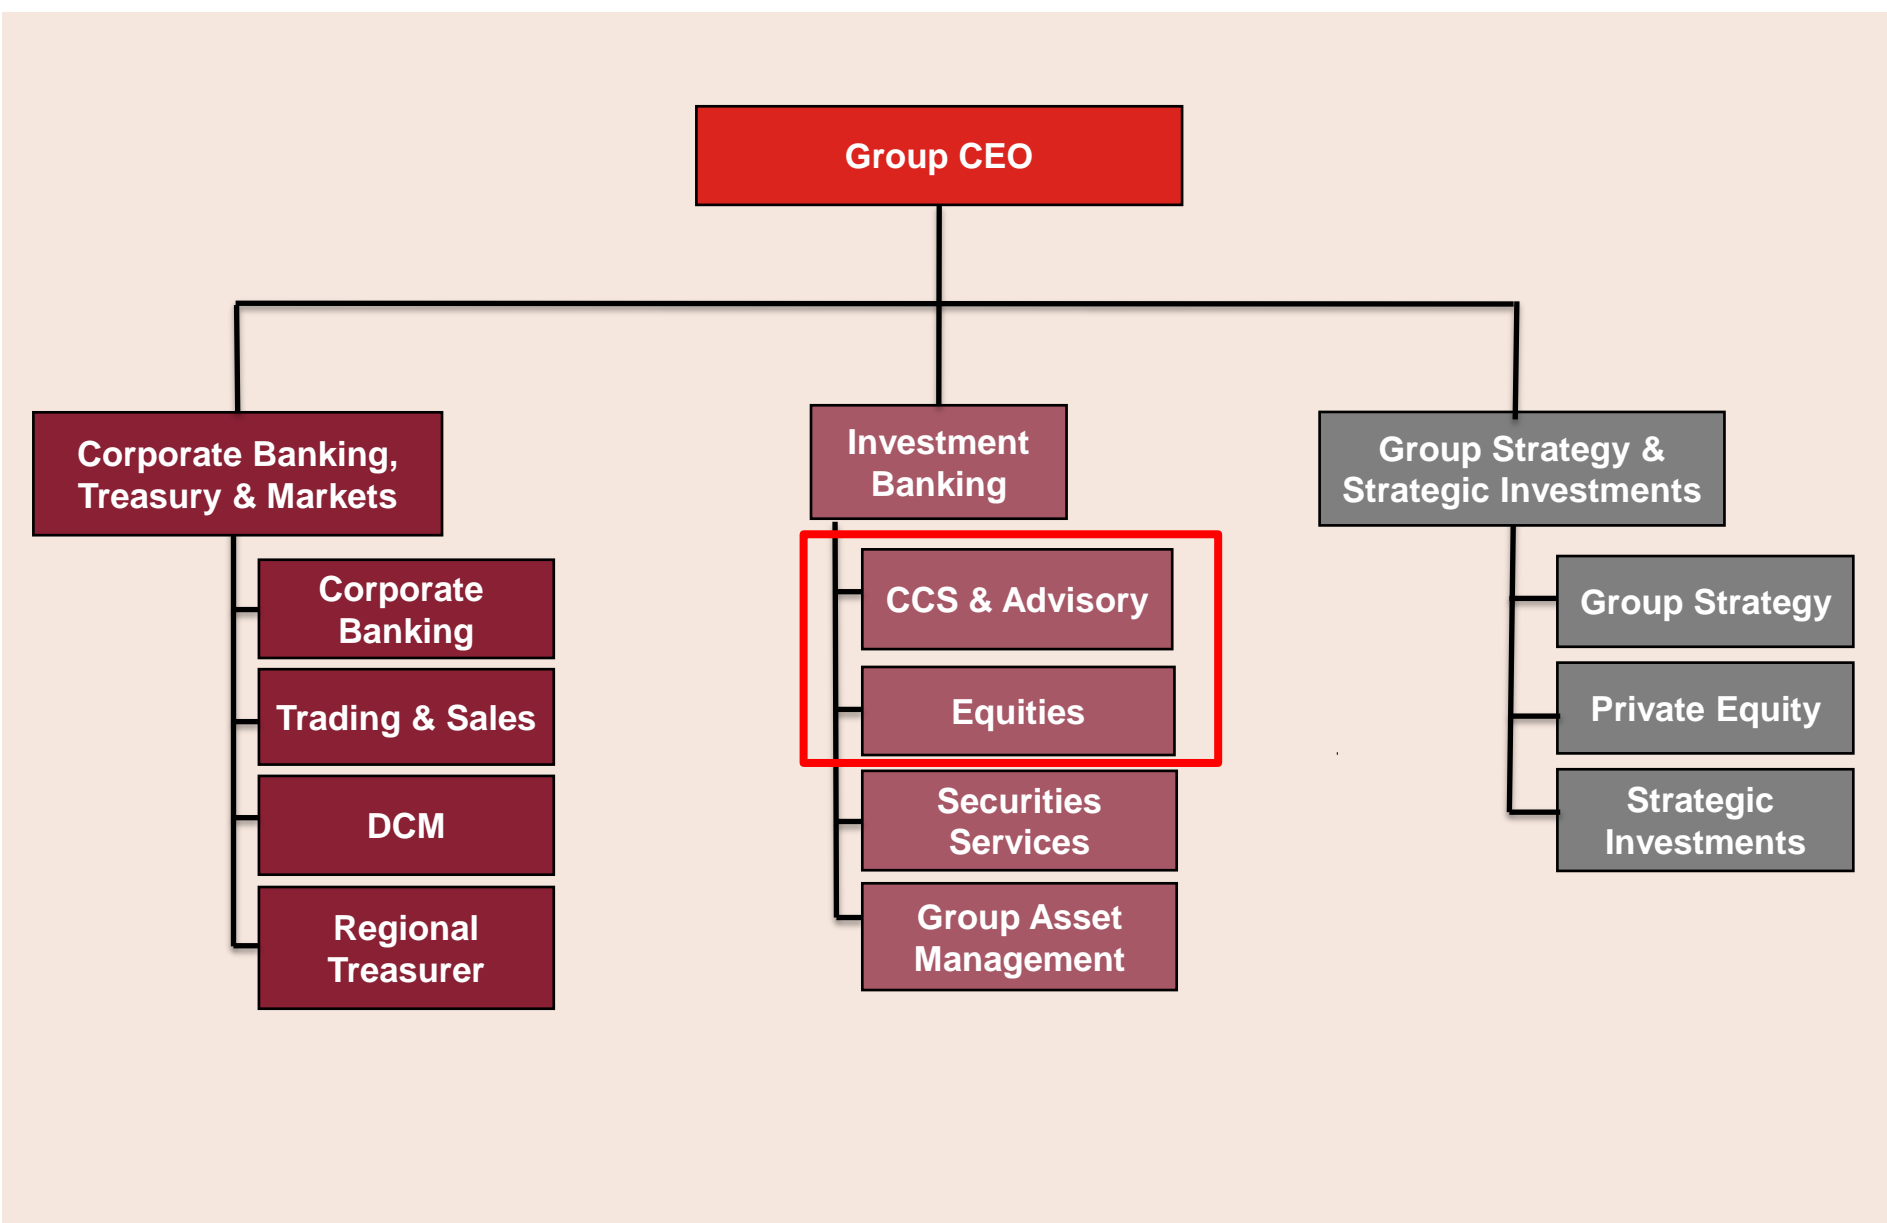 Group CEO
Corporate Banking,
Treasury & Markets
Corporate
Banking
Trading & Sales
DCM
Regional
Treasurer
Investment
Banking
CCS & Advisory
Equities
Securities
Services
Group Asset
Management
Group Strategy &
Strategic Investments
Group Strategy
Private Equity
Strategic
Investments